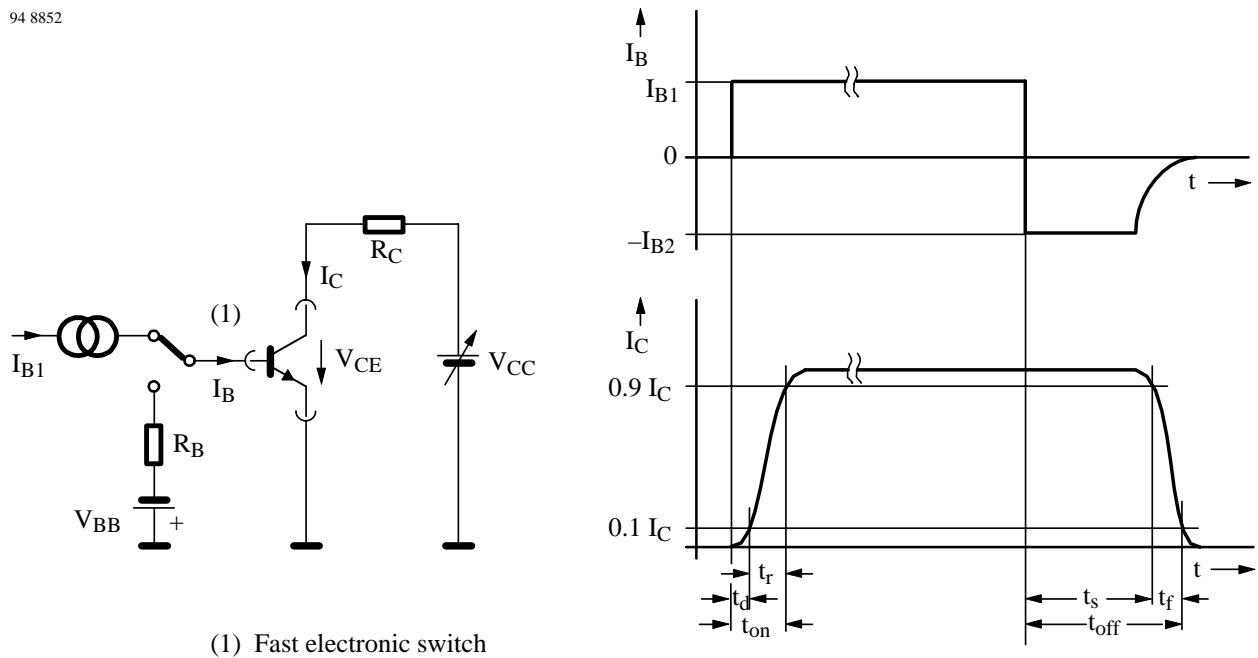 94 8852
I_B1
(1)
I_B
R_B
V_BB
+
I_C
R_C
V_CE
V_CC
(1) Fast electronic switch
I_B
I_B1
0
t
–I_B2
I_C
0.9 I_C
0.1 I_C
t
t_r
t_d
t_on
t_s
t_f
t_off